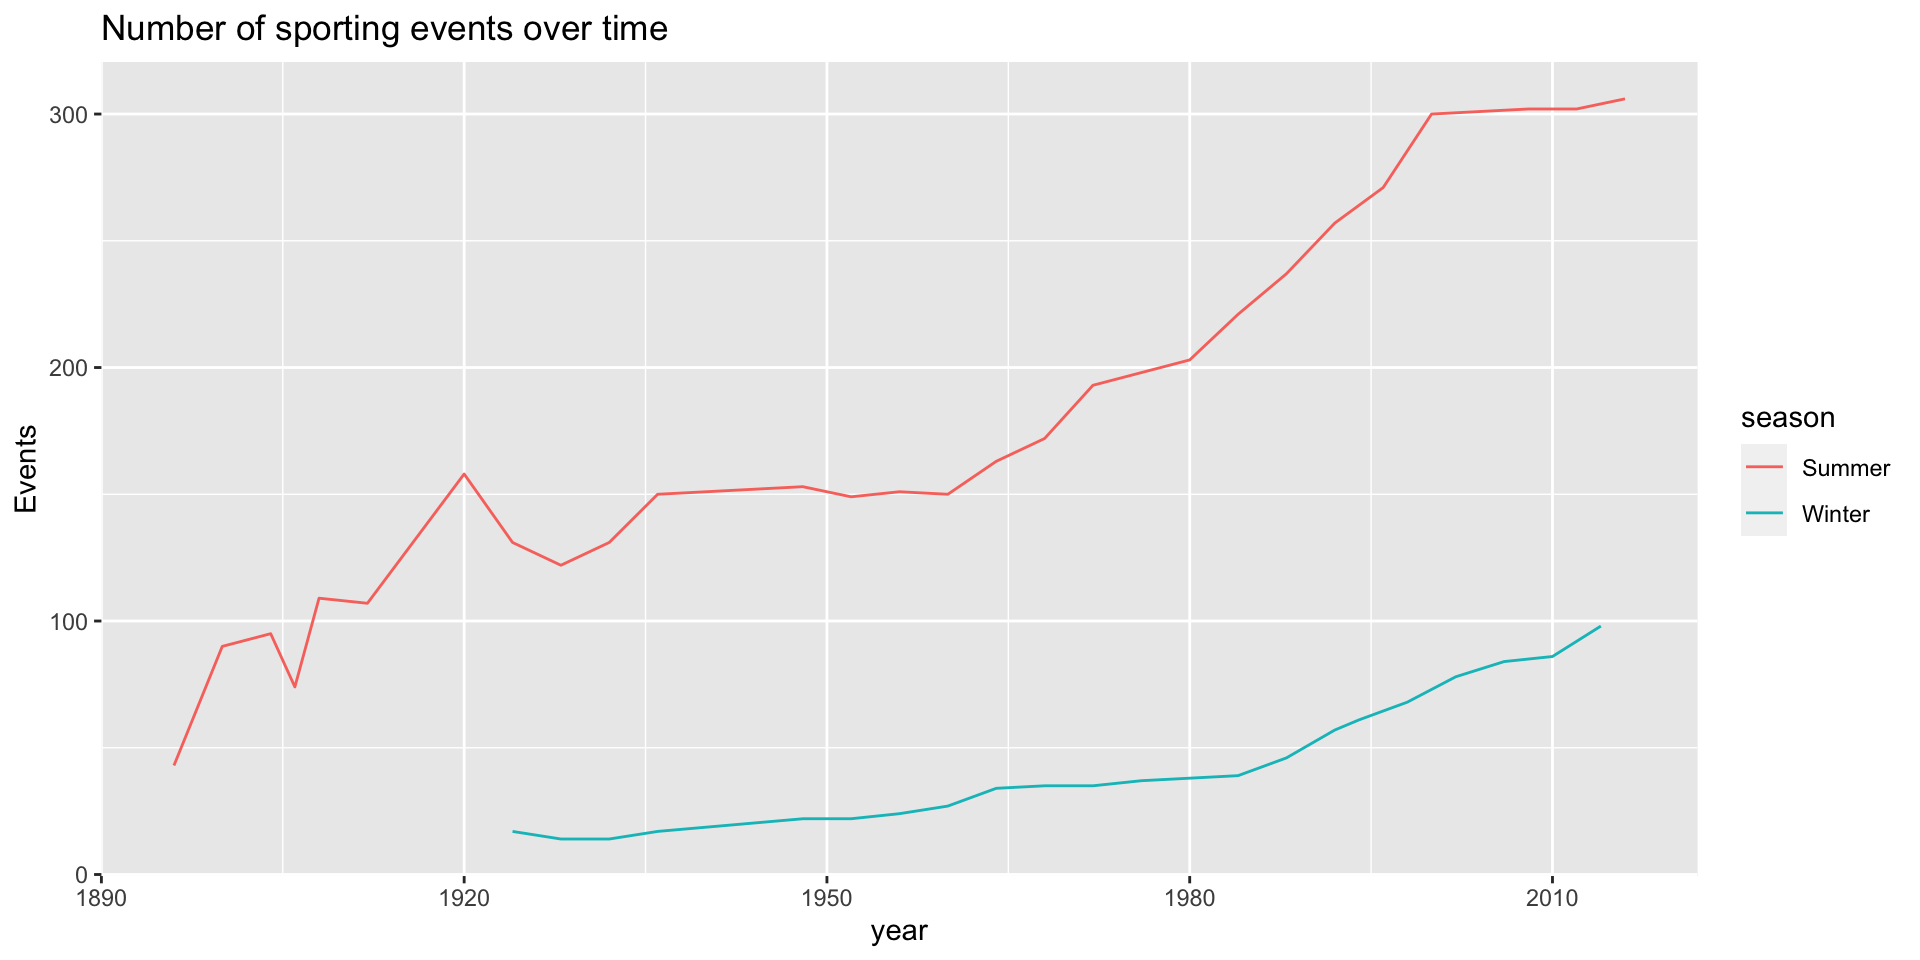 Number of sporting events over time
Events
300
200
100
0
1890 1920 1950 1980 2010
year
season
Summer
Winter